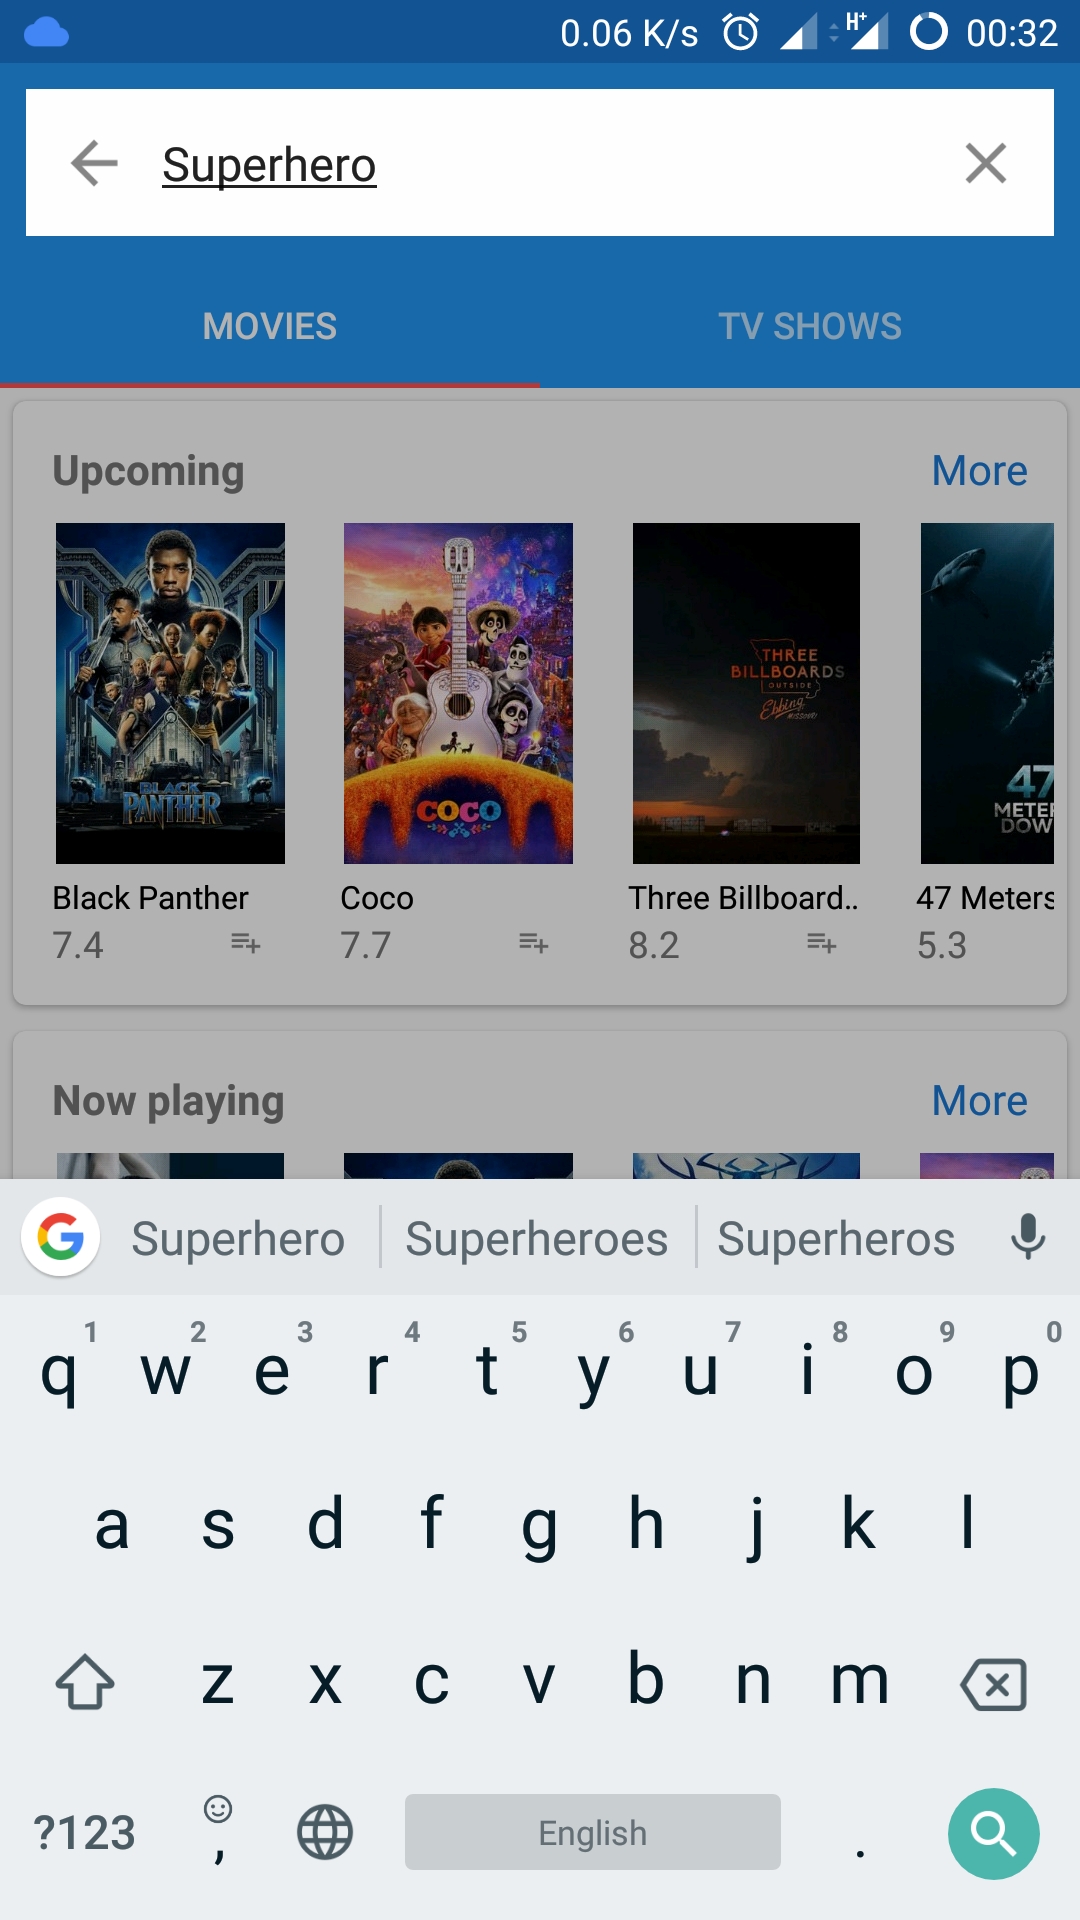 0.06 K/s H+ 00:32
Superhero
MOVIES TV SHOWS
Upcoming More
THREE
BILLBOARDS
OUTSIDE
Ebbing
MISSOURI
BLACK
PANTHER
COCO
47
METER
DOW
Black Panther Coco Three Billboard.. 47 Meters
7.4 7.7 8.2 5.3
Now playing More
G Superhero Superheroes Superheros
1 2 3 4 5 6 7 8 9 0
q w e r t y u i o p
a s d f g h j k l
z x c v b n m
?123 , English .